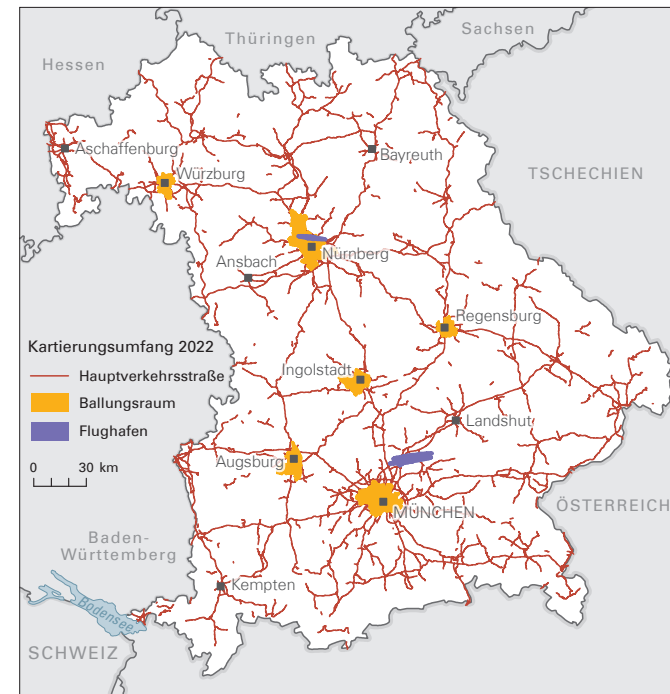 Sachsen
Thüringen
Hessen
Aschaffenburg
Bayreuth
TSCHECHIEN
Würzburg
Nürnberg
Ansbach
Regensburg
Kartierungsumfang 2022
Ingolstadt
Hauptverkehrsstraße
Ballungsraum
Landshut
Flughafen
Augsburg
0 30 km
ÖSTERREICH
MÜNCHEN
Baden-
Württemberg
Kempten
Bodensee
SCHWEIZ